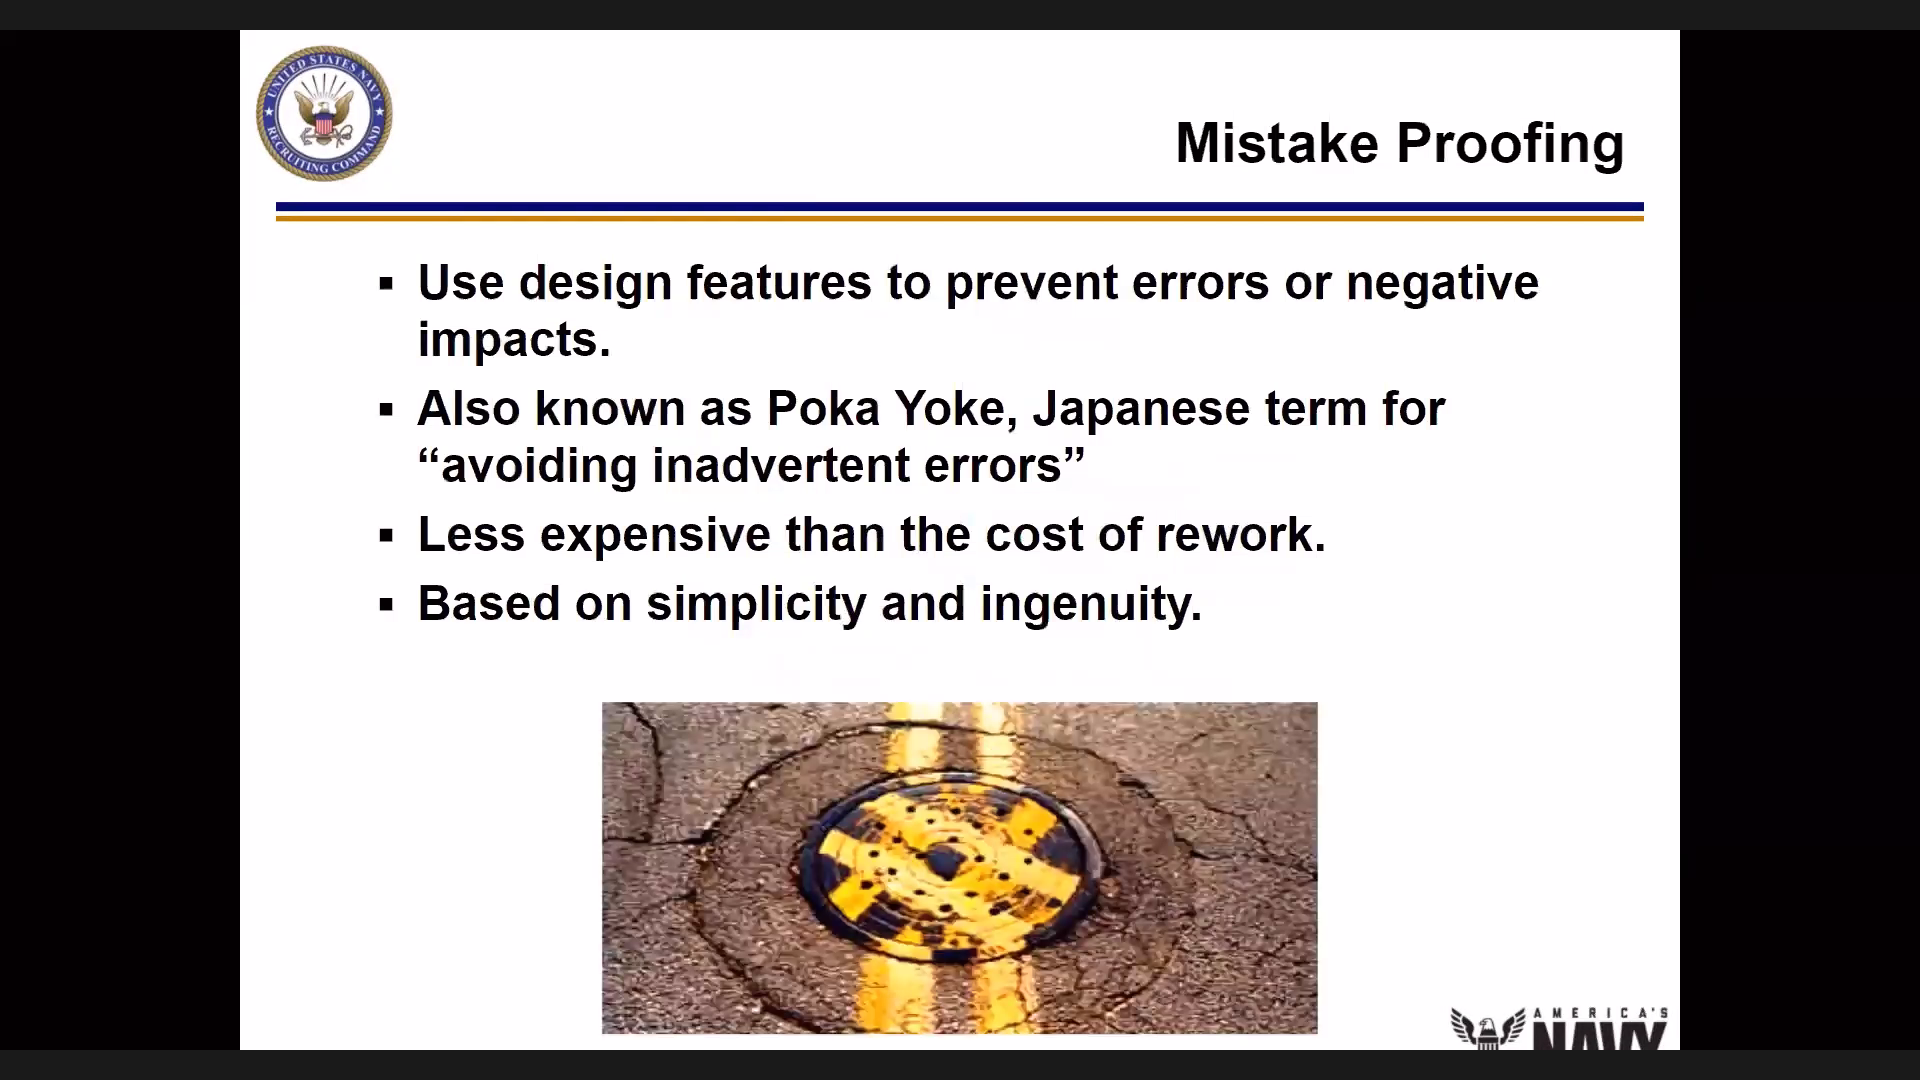 UNITED STATES NAVY
RECRUITING COMMAND
Mistake Proofing
▪ Use design features to prevent errors or negative
impacts.
▪ Also known as Poka Yoke, Japanese term for
“avoiding inadvertent errors”
▪ Less expensive than the cost of rework.
▪ Based on simplicity and ingenuity.
AMERICA'S
NAVY